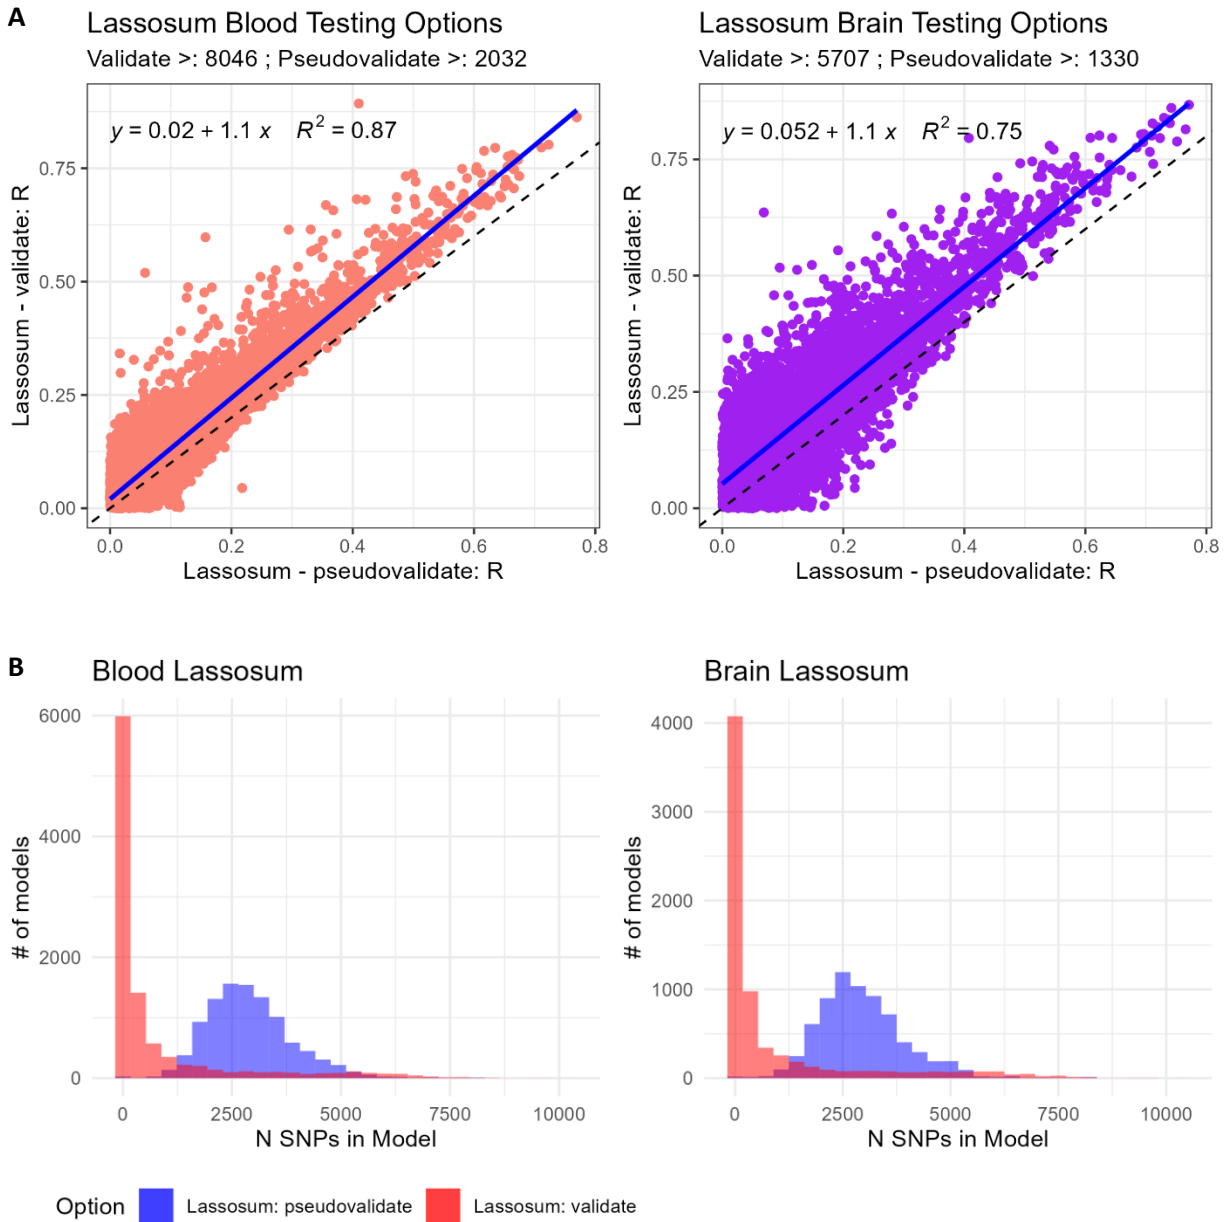 A
Lassosum Blood Testing Options
Validate >: 8046 ; Pseudovalidate >: 2032
y = 0.02 + 1.1 x R² = 0.87
Lassosum - validate: R
0.75
0.50
0.25
0.00
0.0 0.2 0.4 0.6 0.8
Lassosum - pseudovalidate: R
Lassosum Brain Testing Options
Validate >: 5707 ; Pseudovalidate >: 1330
y = 0.052 + 1.1 x R² = 0.75
Lassosum - validate: R
0.75
0.50
0.25
0.00
0.0 0.2 0.4 0.6 0.8
Lassosum - pseudovalidate: R
B
Blood Lassosum
# of models
6000
4000
2000
0
0 2500 5000 7500 10000
N SNPs in Model
Brain Lassosum
# of models
4000
3000
2000
1000
0
0 2500 5000 7500 10000
N SNPs in Model
Option Lassosum: pseudovalidate Lassosum: validate